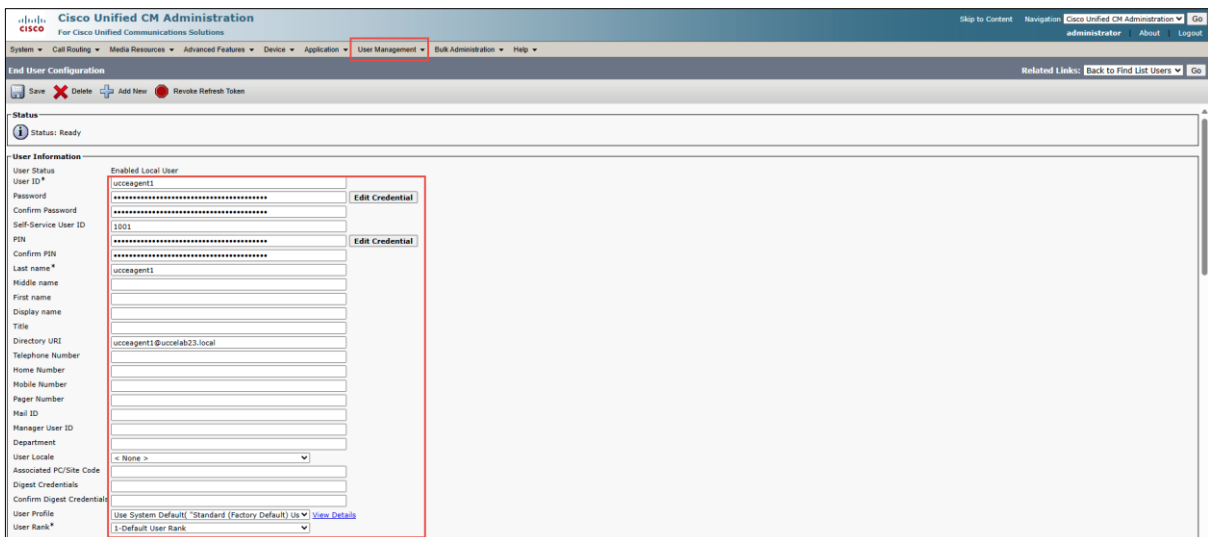 Cisco Unified CM Administration
For Cisco Unified Communications Solutions
CISCO
Skip to Content Navigation Cisco Unified CM Administration Go
administrator About Logout
System Call Routing Media Resources Advanced Features Device Application User Management Bulk Administration Help
End User Configuration
Related Links: Back to Find List Users Go
Save Delete Add New Revoke Refresh Token
Status
Status: Ready
User Information
User Status Enabled Local User
User ID* ucceagent1
Password •••••••••••••••••••••••••••••••••••••••• Edit Credential
Confirm Password ••••••••••••••••••••••••••••••••••••••••
Self-Service User ID 1001
PIN •••••••••••••••••••••••••••••••••••••••• Edit Credential
Confirm PIN ••••••••••••••••••••••••••••••••••••••••
Last name* ucceagent1
Middle name
First name
Display name
Title
Directory URI ucceagent1@uccelab23.local
Telephone Number
Home Number
Mobile Number
Pager Number
Mail ID
Manager User ID
Department
User Locale < None >
Associated PC/Site Code
Digest Credentials
Confirm Digest Credentials
User Profile Use System Default( "Standard (Factory Default) Us View Details
User Rank* 1-Default User Rank